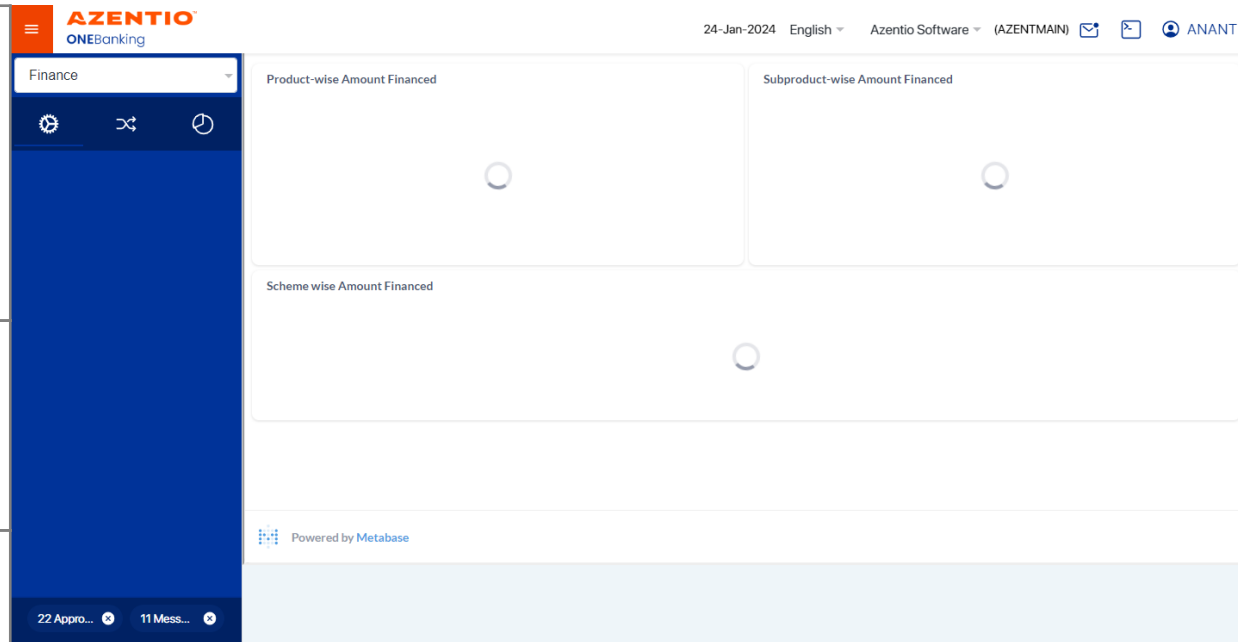 AZENTIO™
ONEBanking
24-Jan-2024 English Azentio Software (AZENTMAIN) ANANT
Finance
Product-wise Amount Financed
Subproduct-wise Amount Financed
Scheme wise Amount Financed
Powered by Metabase
22 Appro... 11 Mess...